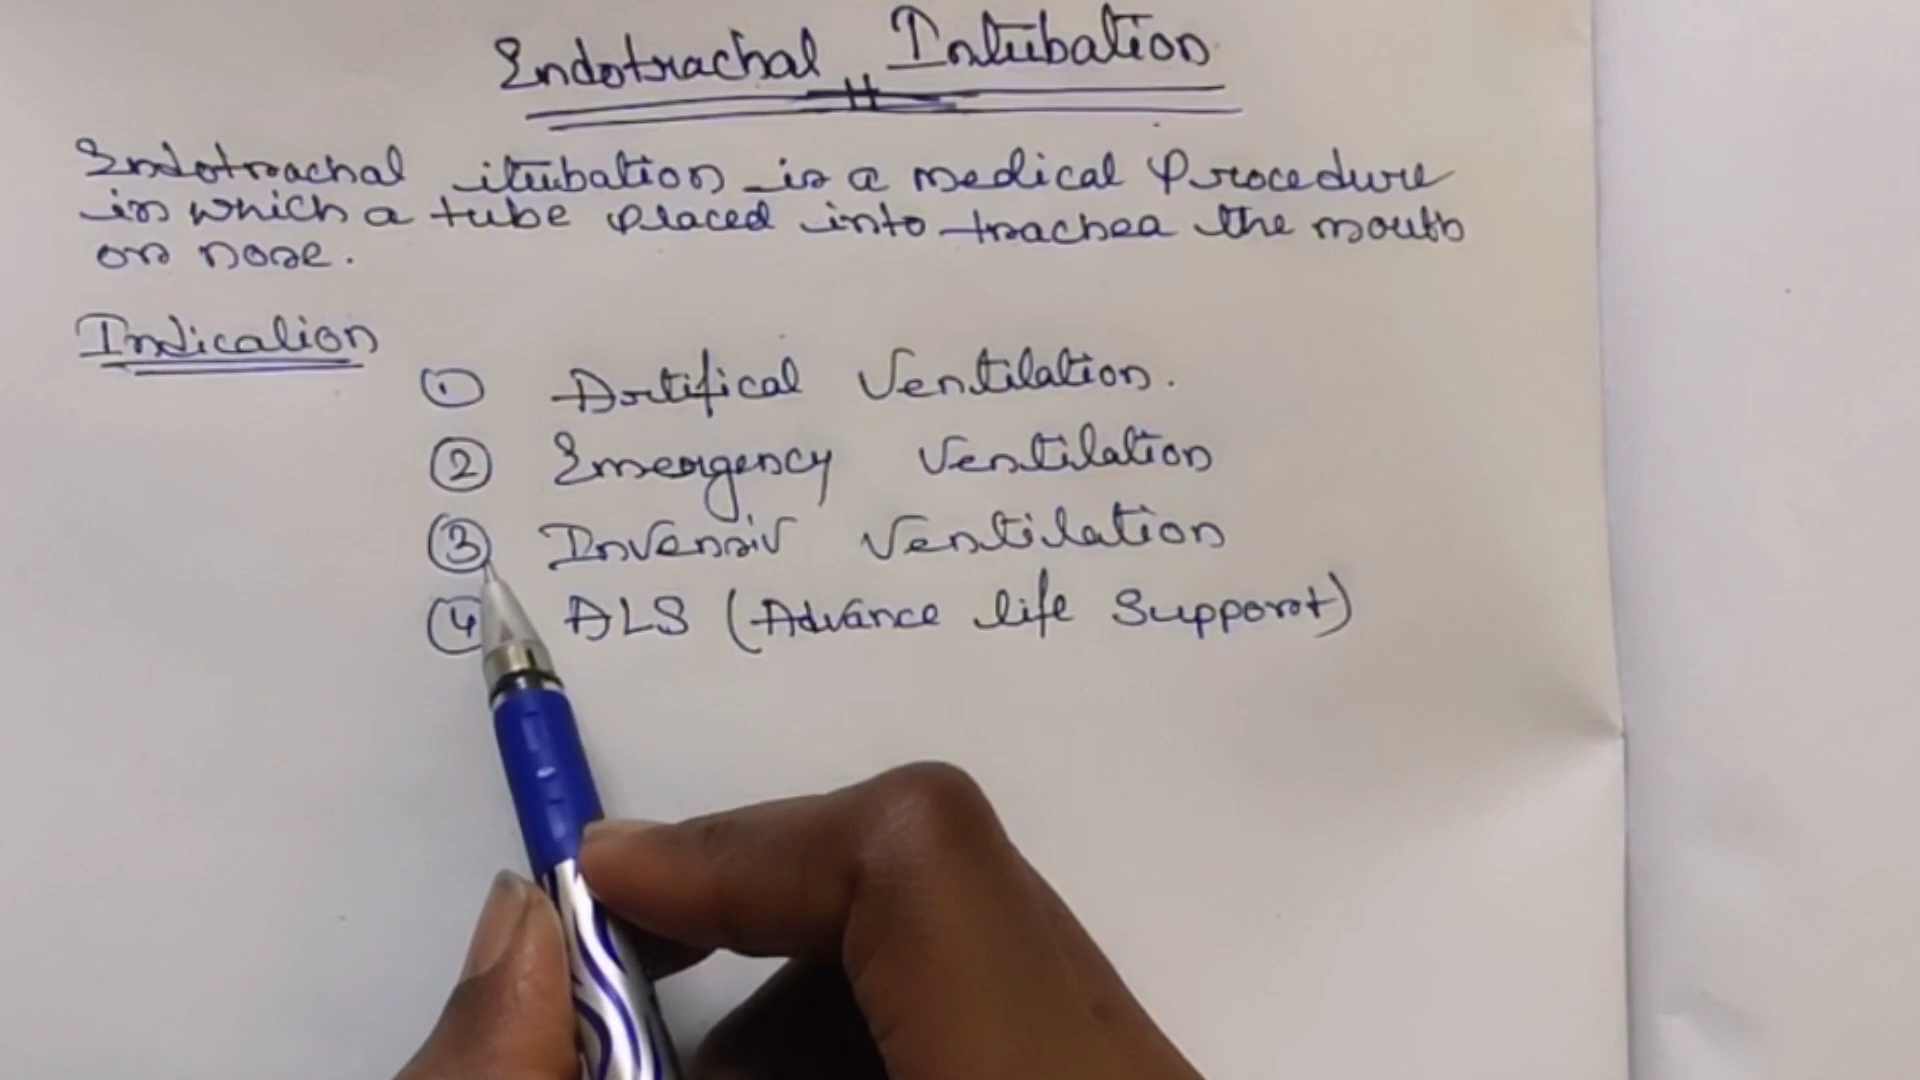 Endotrachal Intubation
Endotrachal itubation is a medical Procedure
in which a tube Placed into trachea the mouth
or nose.
Indication
① Artifical Ventilation.
② Emergency Ventilation
③ Invensiv Ventilation
④ ALS (Advance life Support)